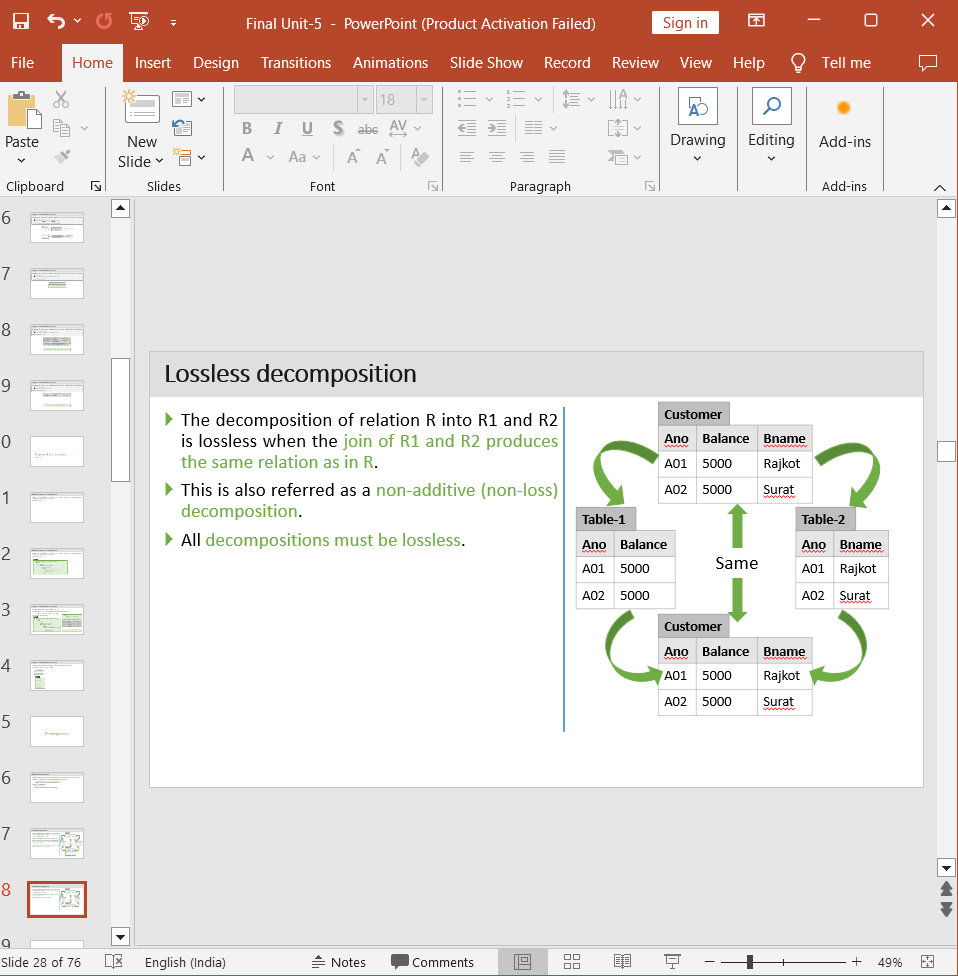 Final Unit-5 - PowerPoint (Product Activation Failed)
Sign in
File Home Insert Design Transitions Animations Slide Show Record Review View Help Tell me
Paste
New
Slide
18
B I U S abc AV
A Aa A A A
Drawing
Editing
Add-ins
Clipboard Slides Font Paragraph Add-ins
6
7
8
9
0
1
2
3
4
5
6
7
8
9
Lossless decomposition
The decomposition of relation R into R1 and R2
is lossless when the join of R1 and R2 produces
the same relation as in R.
This is also referred as a non-additive (non-loss)
decomposition.
All decompositions must be lossless.
Customer
Ano Balance Bname
A01 5000 Rajkot
A02 5000 Surat
Table-1
Ano Balance
A01 5000
A02 5000
Same
Table-2
Ano Bname
A01 Rajkot
A02 Surat
Customer
Ano Balance Bname
A01 5000 Rajkot
A02 5000 Surat
Slide 28 of 76 English (India) Notes Comments 49%